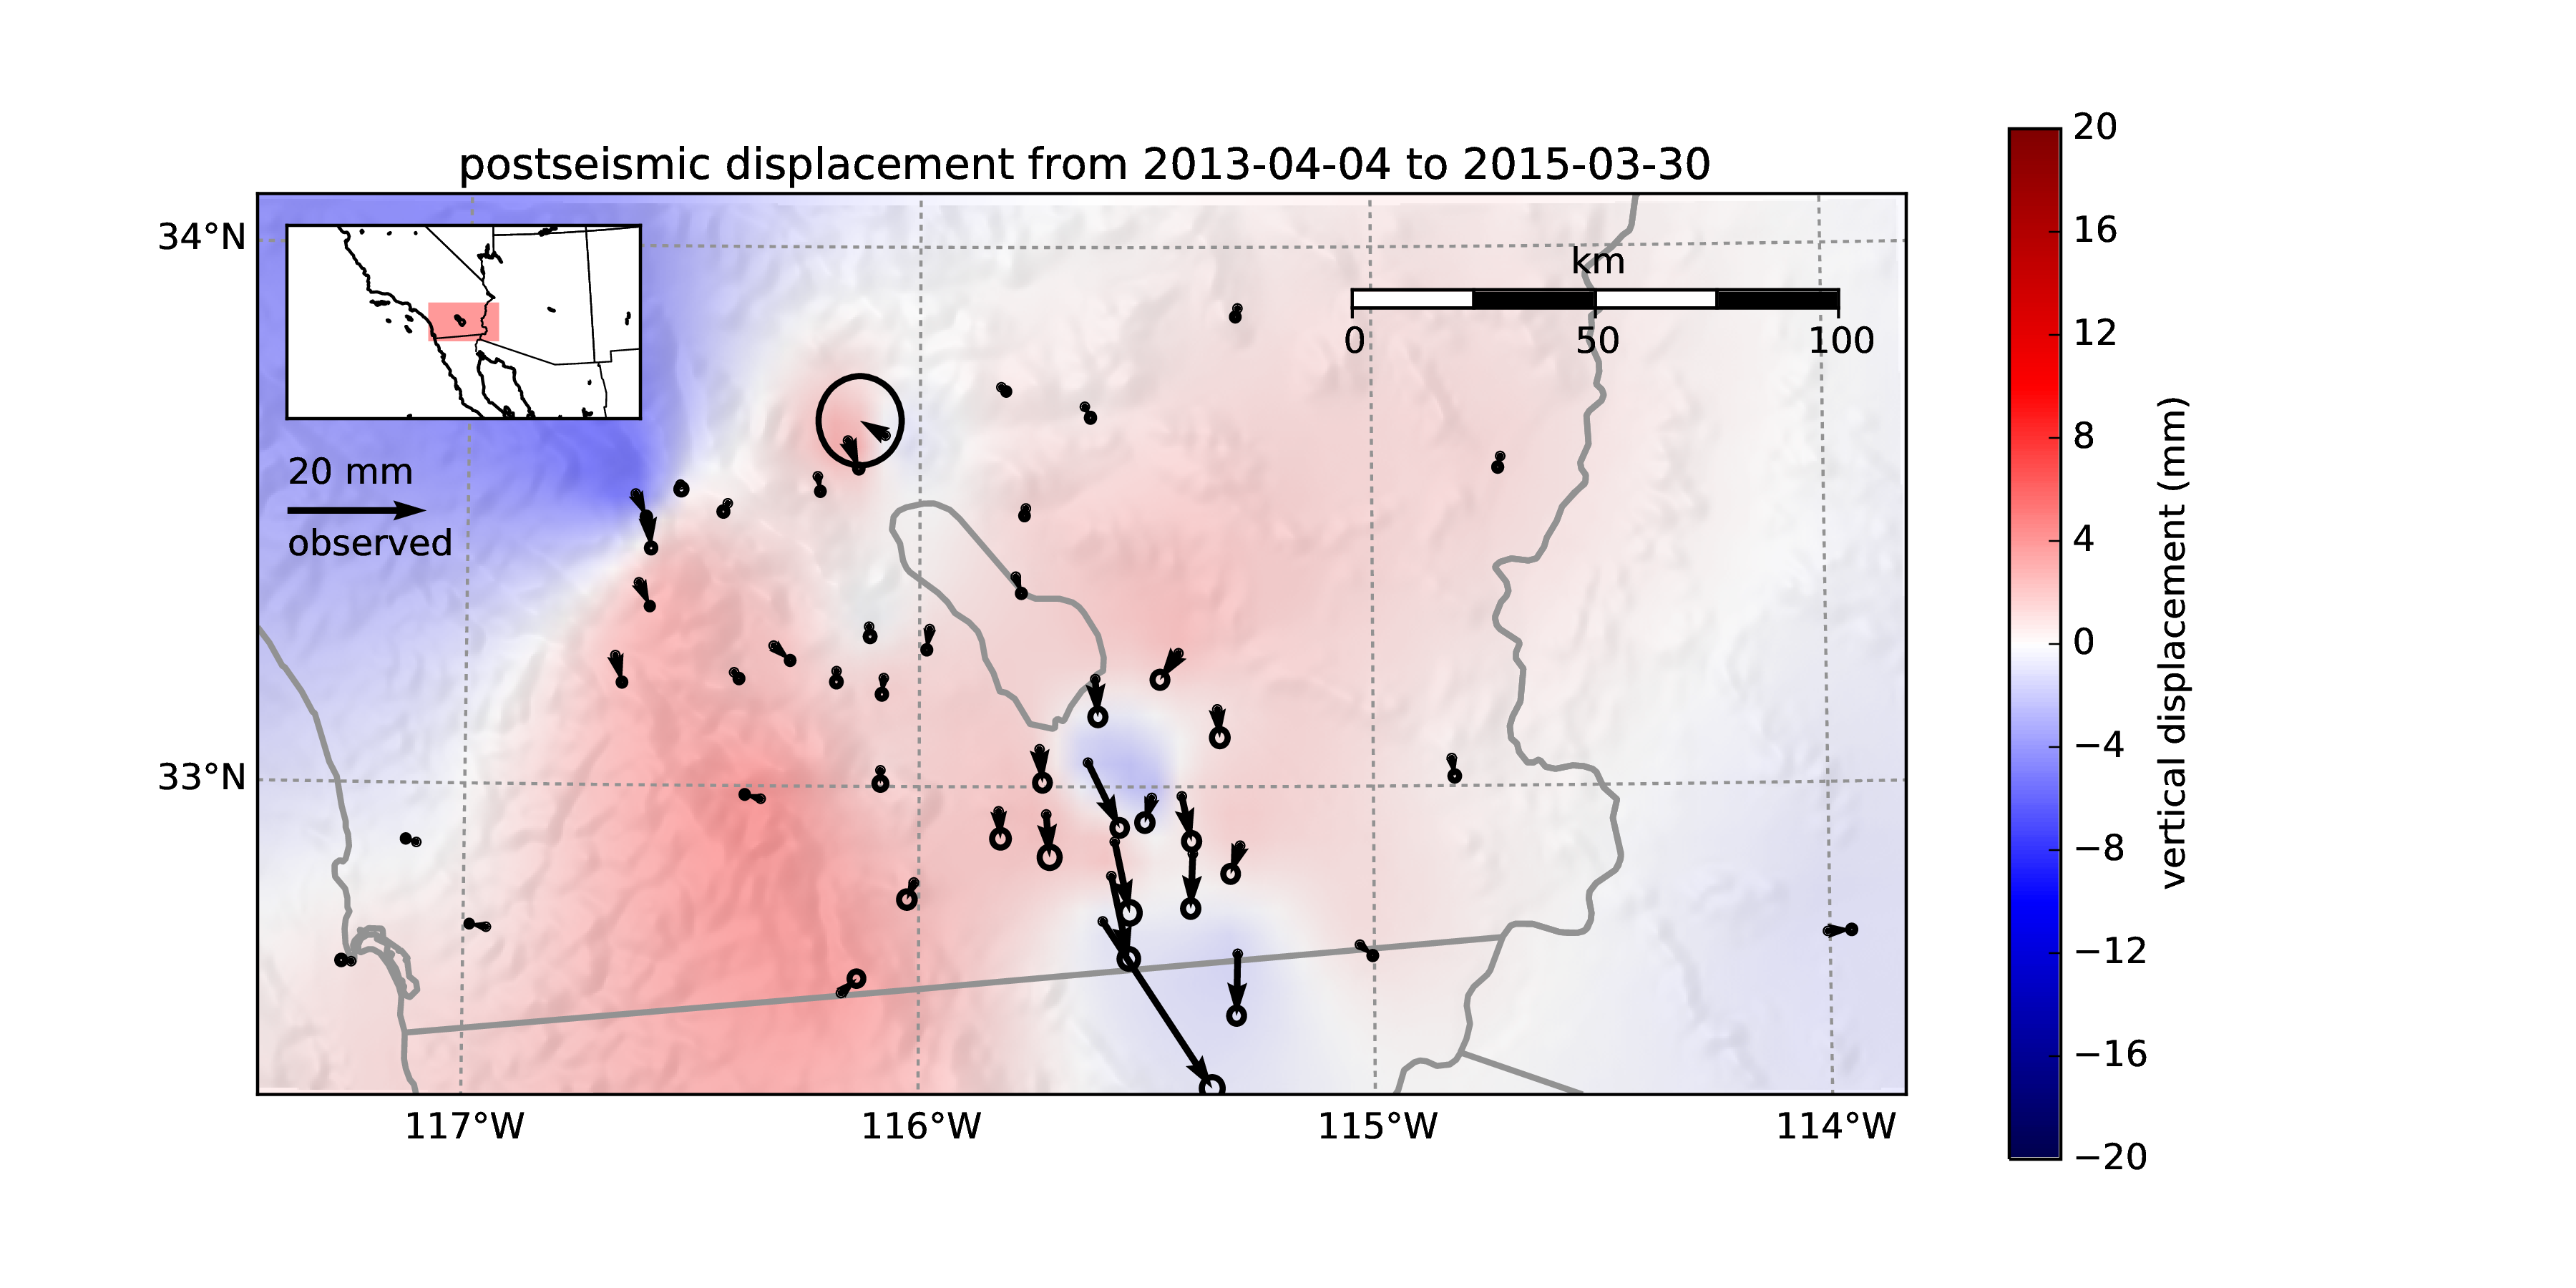 postseismic displacement from 2013-04-04 to 2015-03-30
34°N
33°N
20 mm
observed
km
0 50 100
117°W 116°W 115°W 114°W
20
16
12
8
4
0
−4
−8
−12
−16
−20
vertical displacement (mm)